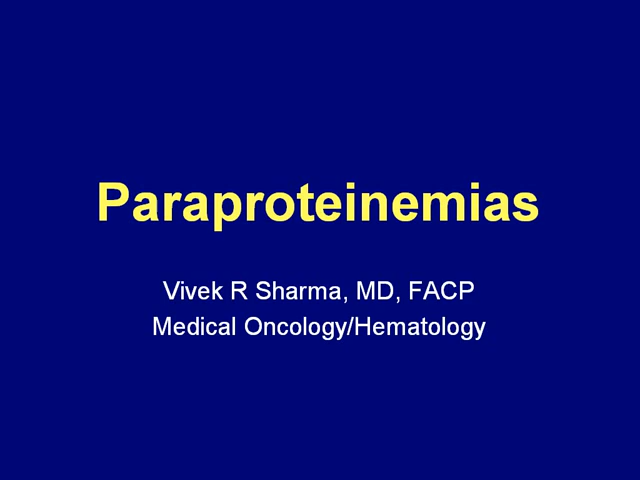 Paraproteinemias
Vivek R Sharma, MD, FACP
Medical Oncology/Hematology